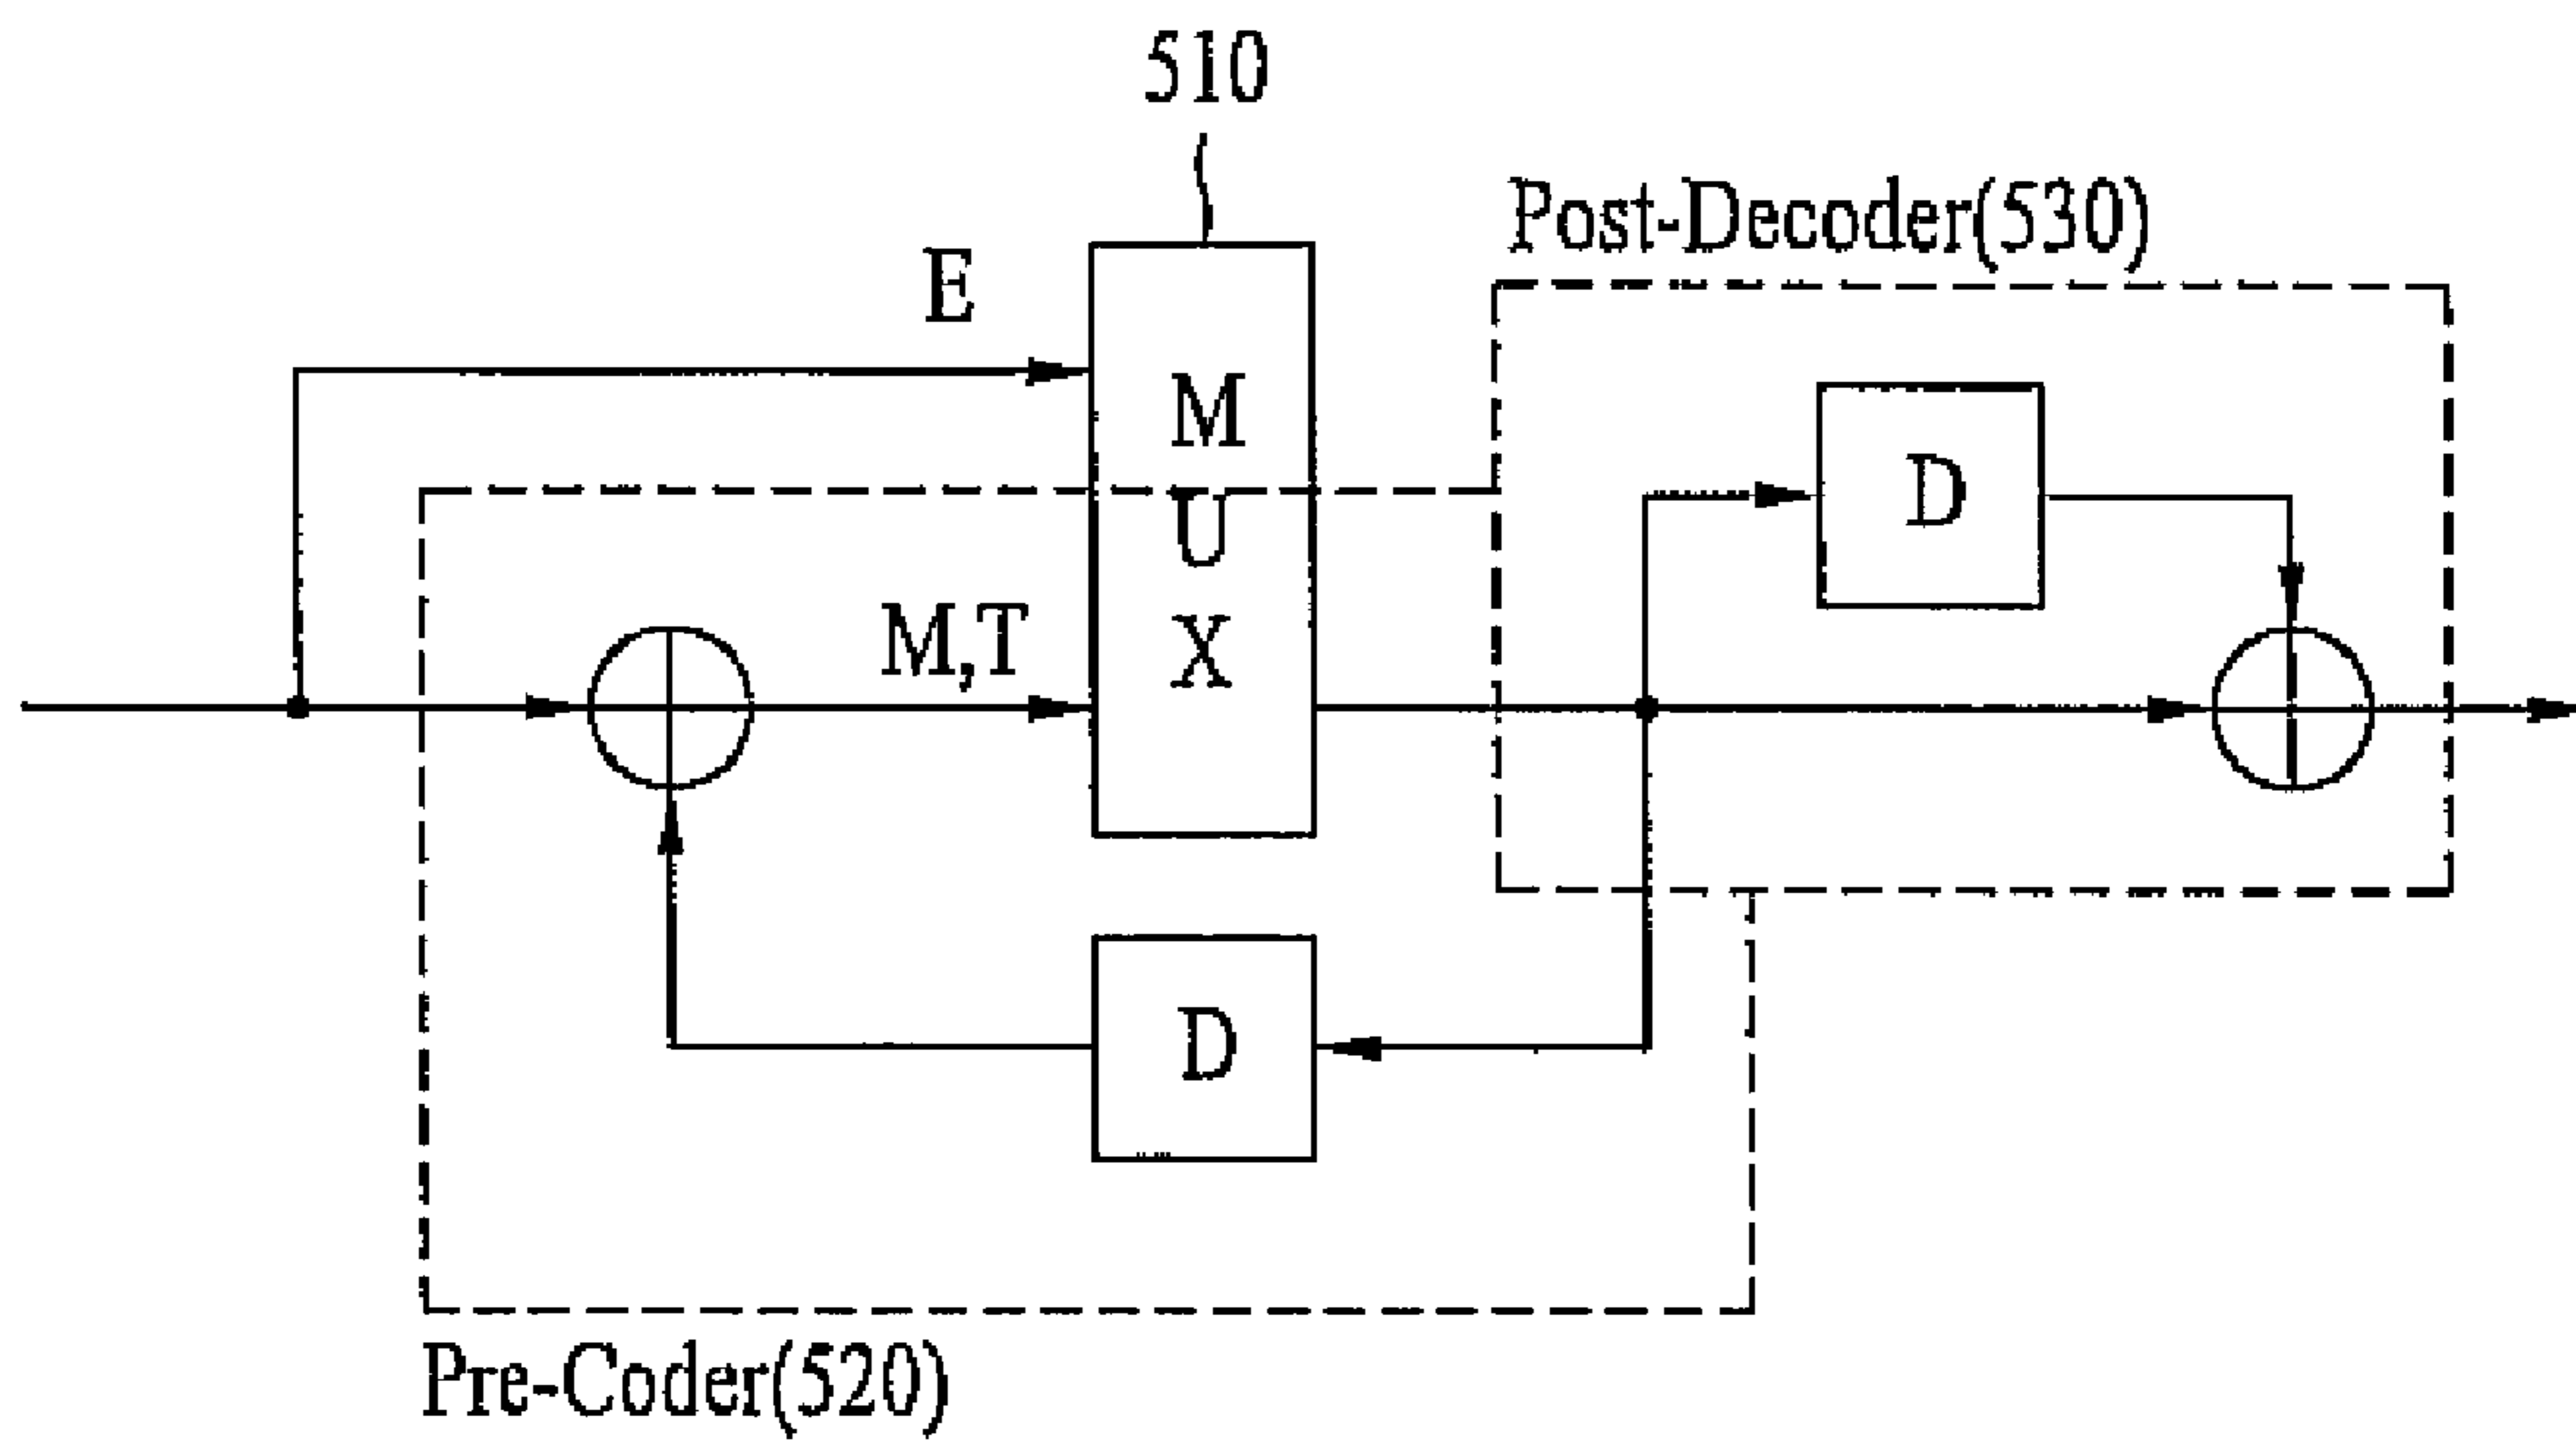 510
Post-Decoder(530)
E
M
U
X
D
M,T
D
Pre-Coder(520)